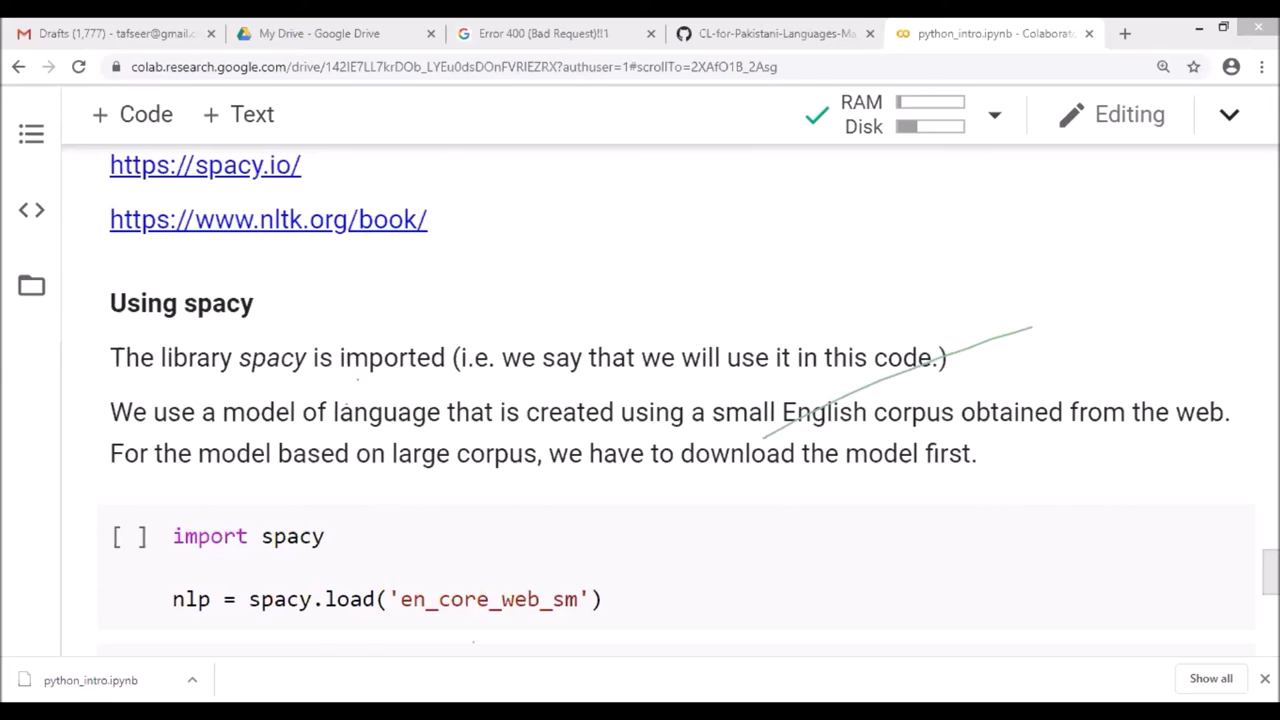 Drafts (1,777) - tafseer@gmail.c
My Drive - Google Drive
Error 400 (Bad Request)!!1
CL-for-Pakistani-Languages-Ma
python_intro.ipynb - Colaborato
colab.research.google.com/drive/142IE7LL7krDOb_LYEu0dsDOnFVRIEZRX?authuser=1#scrollTo=2XAfO1B_2Asg
+ Code + Text
RAM
Disk
Editing
https://spacy.io/
https://www.nltk.org/book/
Using spacy
The library spacy is imported (i.e. we say that we will use it in this code.)
We use a model of language that is created using a small English corpus obtained from the web.
For the model based on large corpus, we have to download the model first.
[ ] import spacy
nlp = spacy.load('en_core_web_sm')
python_intro.ipynb
Show all